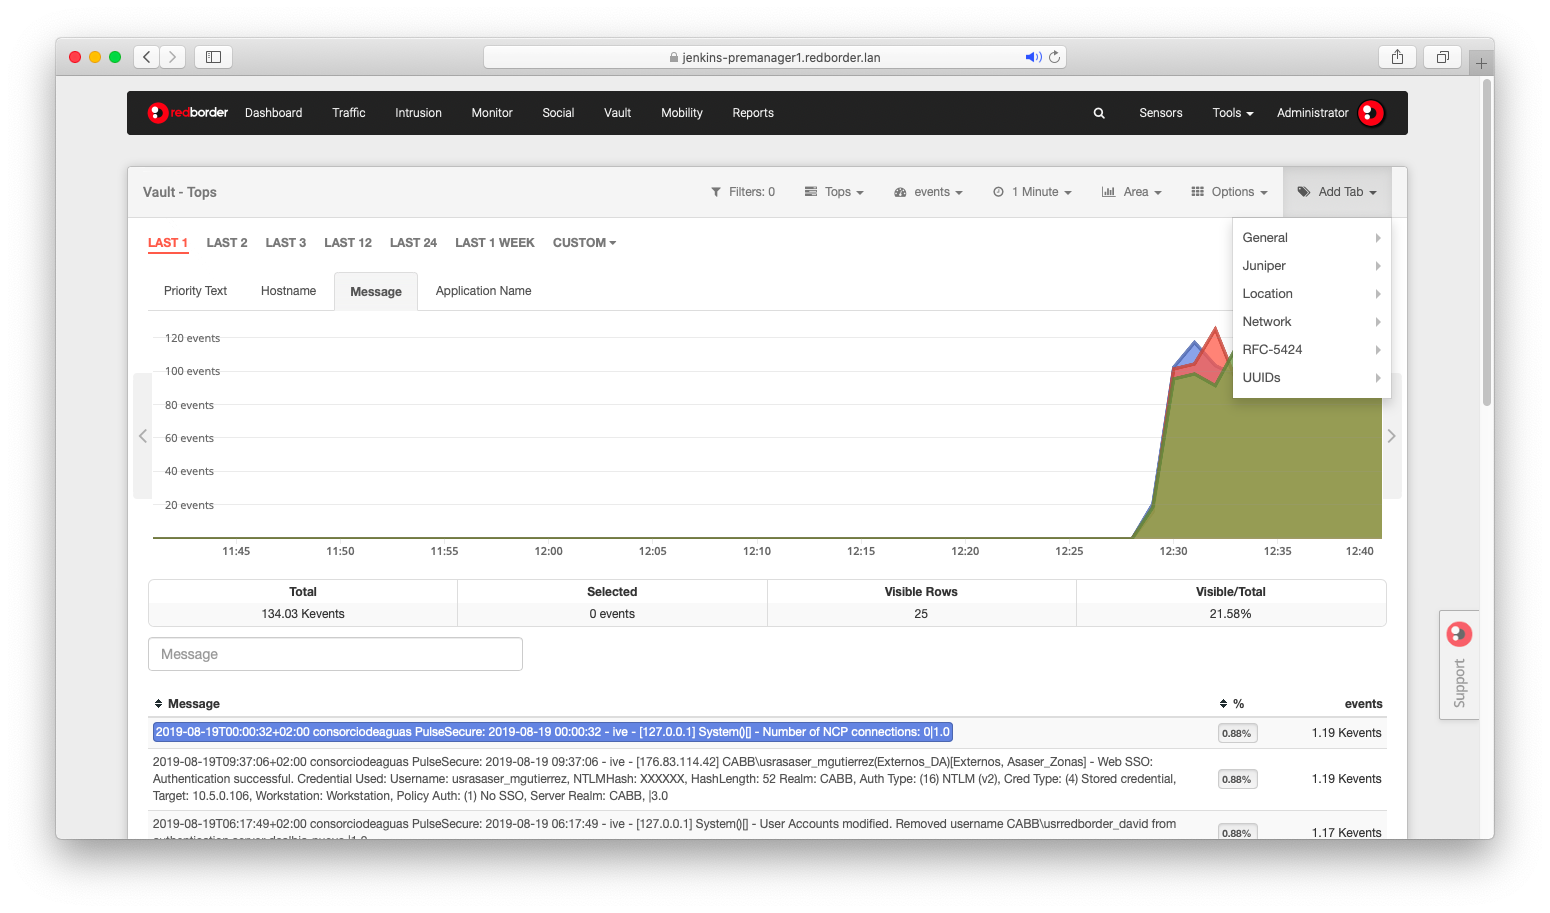 jenkins-premanager1.redborder.lan
redborder Dashboard Traffic Intrusion Monitor Social Vault Mobility Reports Sensors Tools Administrator
Vault - Tops Filters: 0 Tops events 1 Minute Area Options Add Tab
LAST 1 LAST 2 LAST 3 LAST 12 LAST 24 LAST 1 WEEK CUSTOM
General
Juniper
Location
Network
RFC-5424
UUIDs
Priority Text Hostname Message Application Name
120 events
100 events
80 events
60 events
40 events
20 events
11:45 11:50 11:55 12:00 12:05 12:10 12:15 12:20 12:25 12:30 12:35 12:40
Total Selected Visible Rows Visible/Total
134.03 Kevents 0 events 25 21.58%
Message
Support
Message % events
2019-08-19T00:00:32+02:00 consorciodeaguas PulseSecure: 2019-08-19 00:00:32 - ive - [127.0.0.1] System()[] - Number of NCP connections: 0|1.0 0.88% 1.19 Kevents
2019-08-19T09:37:06+02:00 consorciodeaguas PulseSecure: 2019-08-19 09:37:06 - ive - [176.83.114.42] CABB\usrasaser_mgutierrez(Externos_DA)[Externos, Asaser_Zonas] - Web SSO:
Authentication successful. Credential Used: Username: usrasaser_mgutierrez, NTLMHash: XXXXXX, HashLength: 52 Realm: CABB, Auth Type: (16) NTLM (v2), Cred Type: (4) Stored credential, 0.88% 1.19 Kevents
Target: 10.5.0.106, Workstation: Workstation, Policy Auth: (1) No SSO, Server Realm: CABB, |3.0
2019-08-19T06:17:49+02:00 consorciodeaguas PulseSecure: 2019-08-19 06:17:49 - ive - [127.0.0.1] System()[] - User Accounts modified. Removed username CABB\usrredborder_david from 0.88% 1.17 Kevents